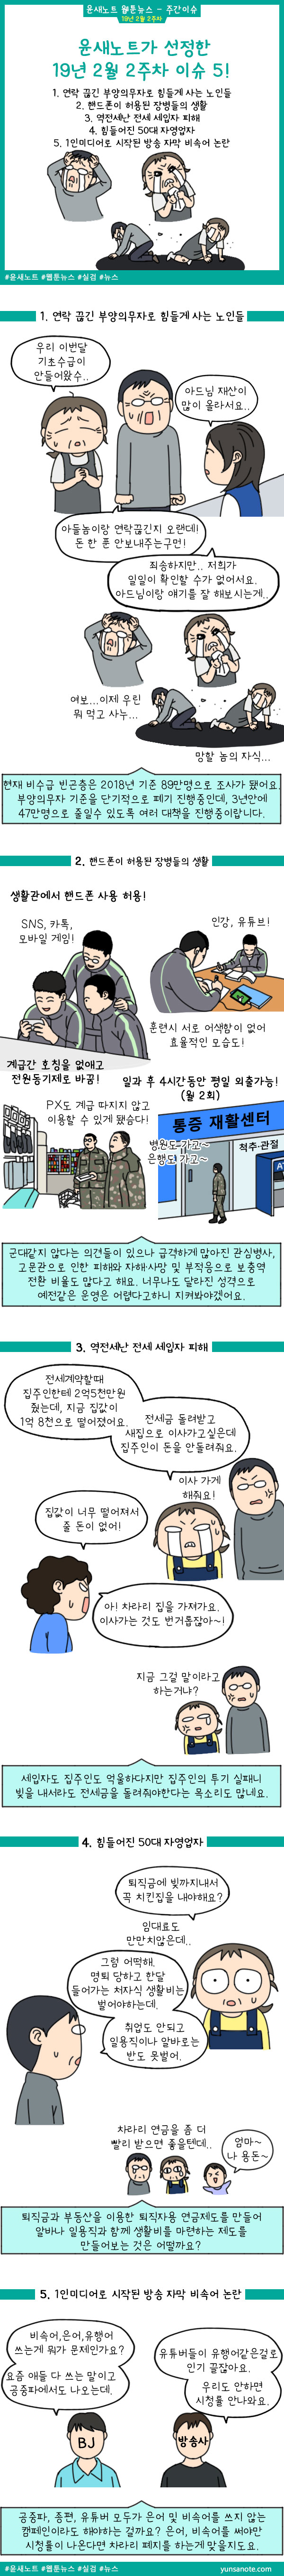 윤새노트 웹툰뉴스 - 주간이슈
19년 2월 2주차
윤새노트가 선정한
19년 2월 2주차 이슈 5!
1. 연락 끊긴 부양의무자로 힘들게 사는 노인들
2. 핸드폰이 허용된 장병들의 생활
3. 역전세난 전세 세입자 피해
4. 힘들어진 50대 자영업자
5. 1인미디어로 시작된 방송 자막 비속어 논란
#윤새노트 #웹툰뉴스 #실검 #뉴스
1. 연락 끊긴 부양의무자로 힘들게 사는 노인들
우리 이번달
기초수급이
안들어왔수..
아드님 재산이
많이 올라서요..
아들놈이랑 연락끊긴지 오랜데!
돈 한 푼 안보내주는구먼!
죄송하지만.. 저희가
일일이 확인할 수가 없어서요.
아드님이랑 얘기를 잘 해보시는게..
여보...이제 우린
뭐 먹고 사누...
망할 놈의 자식...
현재 비수급 빈곤층은 2018년 기준 89만명으로 조사가 됐어요.
부양의무자 기준을 단기적으로 폐기 진행중인데, 3년안에
47만명으로 줄일수 있도록 여러 대책을 진행중이랍니다.
2. 핸드폰이 허용된 장병들의 생활
생활관에서 핸드폰 사용 허용!
SNS, 카톡,
모바일 게임!
인강, 유튜브!
훈련시 서로 어색함이 없어
효율적인 모습도!
계급간 호칭을 없애고
전원동기제로 바꿈!
PX도 계급 따지지 않고
이용할 수 있게 됐습다!
일과 후 4시간동안 평일 외출가능!
(월 2회)
통증 재활센터
척추·관절
병원도 가고~
은행도 가고~
군대같지 않다는 의견들이 있으나 급격하게 많아진 관심병사,
고문관으로 인한 피해와 자해·사망 및 부적응으로 보충역
전환 비율도 많다고 해요. 너무나도 달라진 성격으로
예전같은 운영은 어렵다고하니 지켜봐야겠어요.
3. 역전세난 전세 세입자 피해
전세계약할때
집주인한테 2억5천만원
줬는데, 지금 집값이
1억 8천으로 떨어졌어요.
전세금 돌려받고
새집으로 이사가고싶은데
집주인이 돈을 안돌려줘요.
이사 가게
해줘요!
집값이 너무 떨어져서
줄 돈이 없어!
아! 차라리 집을 가져가요.
이사가는 것도 번거롭잖아~!
지금 그걸 말이라고
하는거냐?
세입자도 집주인도 억울하다지만 집주인의 투기 실패니
빚을 내서라도 전세금을 돌려줘야한다는 목소리도 많네요.
4. 힘들어진 50대 자영업자
퇴직금에 빚까지내서
꼭 치킨집을 내야해요?
임대료도
만만치않은데..
그럼 어떡해.
명퇴 당하고 한달
들어가는 처자식 생활비는
벌어야하는데.
취업도 안되고
일용직이나 알바로는
반도 못벌어.
차라리 연금을 좀 더
빨리 받으면 좋을텐데..
엄마~
나 용돈~
퇴직금과 부동산을 이용한 퇴직자용 연금제도를 만들어
알바나 일용직과 함께 생활비를 마련하는 제도를
만들어보는 것은 어떨까요?
5. 1인미디어로 시작된 방송 자막 비속어 논란
비속어,은어,유행어
쓰는게 뭐가 문제인가요?
요즘 애들 다 쓰는 말이고
공중파에서도 나오는데.
유튜버들이 유행어같은걸로
인기 끌잖아요.
우리도 안하면
시청률 안나와요.
BJ
방송사
공중파, 종편, 유튜버 모두가 은어 및 비속어를 쓰지 않는
캠페인이라도 해야하는 걸까요? 은어, 비속어를 써야만
시청률이 나온다면 차라리 폐지를 하는게 맞을지도요.
#윤새노트 #웹툰뉴스 #실검 #뉴스
yunsanote.com